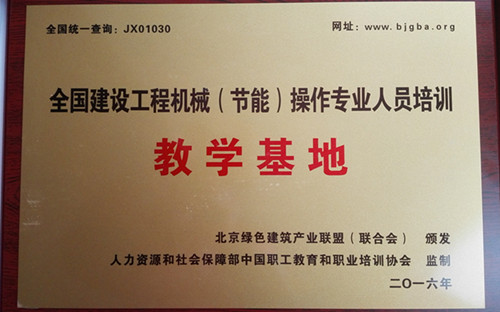 全国统一查询：JX01030 网址：www.bjgba.org
全国建设工程机械（节能）操作专业人员培训
教学基地
北京绿色建筑产业联盟（联合会） 颁发
人力资源和社会保障部中国职工教育和职业培训协会 监制
二〇一六年